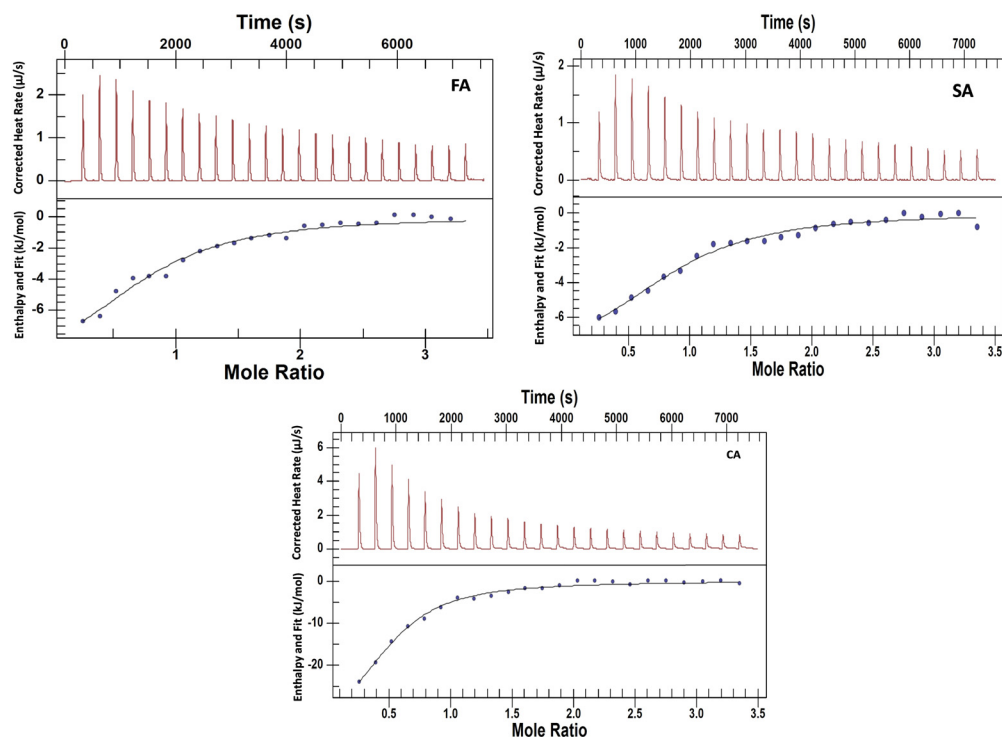 Time (s)
0 2000 4000 6000
Corrected Heat Rate (µJ/s)
2
1
0
FA
Enthalpy and Fit (kJ/mol)
0
-2
-4
-6
1 2 3
Mole Ratio
Time (s)
0 1000 2000 3000 4000 5000 6000 7000
Corrected Heat Rate (µJ/s)
2
1
0
SA
Enthalpy and Fit (kJ/mol)
0
-2
-4
-6
0.5 1.0 1.5 2.0 2.5 3.0 3.5
Mole Ratio
Time (s)
0 1000 2000 3000 4000 5000 6000 7000
Corrected Heat Rate (µJ/s)
6
4
2
0
CA
Enthalpy and Fit (kJ/mol)
0
-10
-20
0.5 1.0 1.5 2.0 2.5 3.0 3.5
Mole Ratio